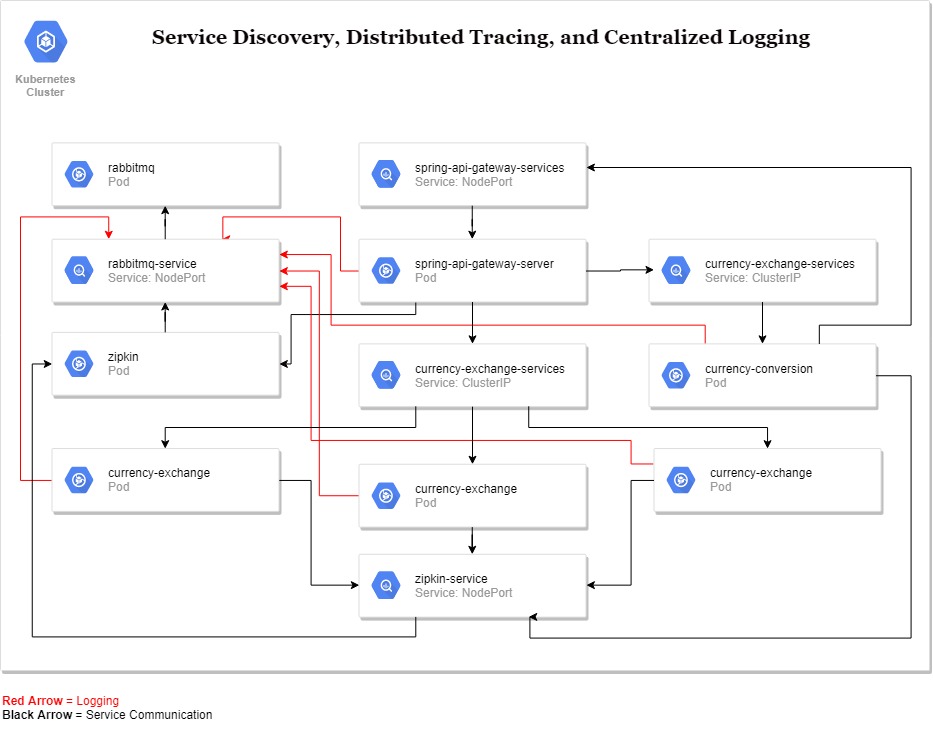 Service Discovery, Distributed Tracing, and Centralized Logging
Kubernetes
Cluster
rabbitmq
Pod
spring-api-gateway-services
Service: NodePort
rabbitmq-service
Service: NodePort
spring-api-gateway-server
Pod
currency-exchange-services
Service: ClusterIP
zipkin
Pod
currency-exchange-services
Service: ClusterIP
currency-conversion
Pod
currency-exchange
Pod
currency-exchange
Pod
currency-exchange
Pod
zipkin-service
Service: NodePort
Red Arrow = Logging
Black Arrow = Service Communication